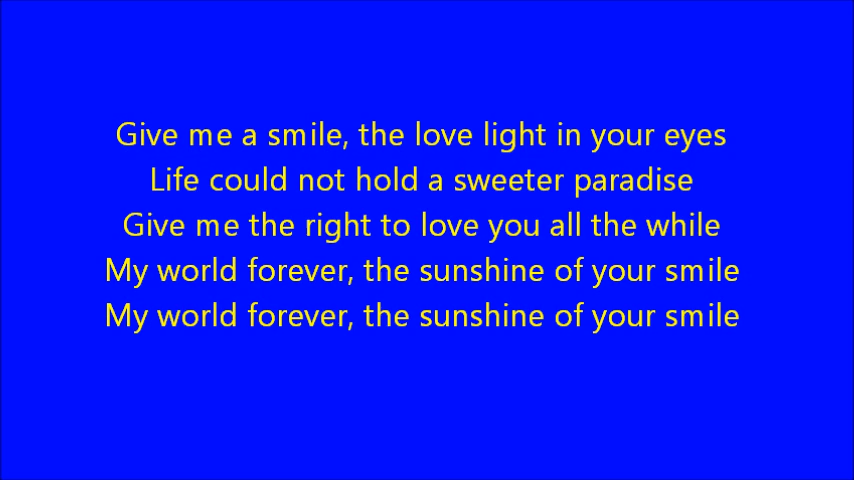 Give me a smile, the love light in your eyes
Life could not hold a sweeter paradise
Give me the right to love you all the while
My world forever, the sunshine of your smile
My world forever, the sunshine of your smile